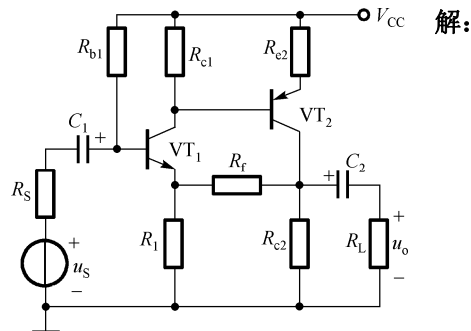 V_CC 解：
R_b1 R_c1 R_e2
C_1 + VT_1 VT_2
R_S R_f + C_2
+ u_S − R_1 R_c2 R_L + u_o −